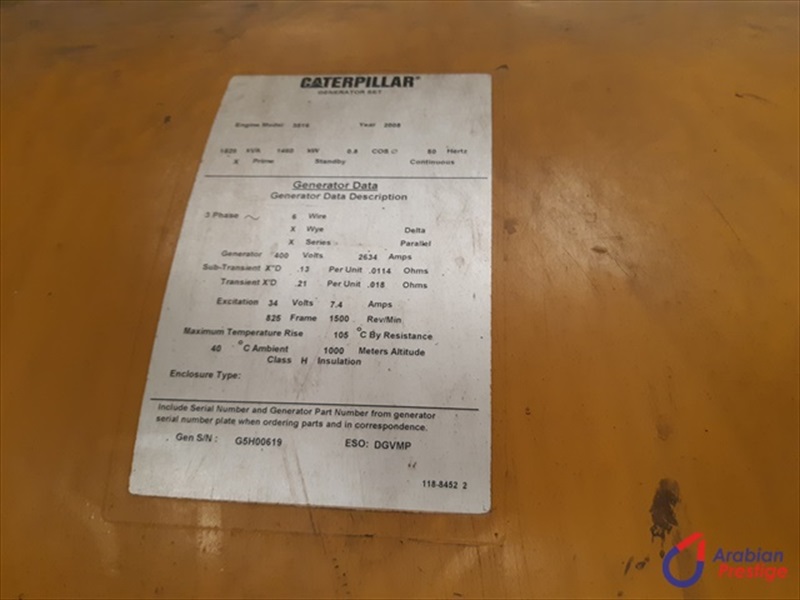 CATERPILLAR®
GENERATOR SET
Engine Model 3516 Year 2008
kVA 1460 kW 0.8 COS ∅ 50 Hertz
X Prime Standby Continuous
Generator Data
Generator Data Description
3 Phase ~ 6 Wire
X Wye Delta
X Series Parallel
Generator 400 Volts 2634 Amps
Sub-Transient X"D .13 Per Unit .0114 Ohms
Transient X'D .21 Per Unit .018 Ohms
Excitation 34 Volts 7.4 Amps
825 Frame 1500 Rev/Min
Maximum Temperature Rise 105 °C By Resistance
40 °C Ambient 1000 Meters Altitude
Class H Insulation
Enclosure Type:
Include Serial Number and Generator Part Number from generator
serial number plate when ordering parts and in correspondence.
Gen S/N : G5H00619 ESO: DGVMP
118-8452 2
Arabian
Prestige